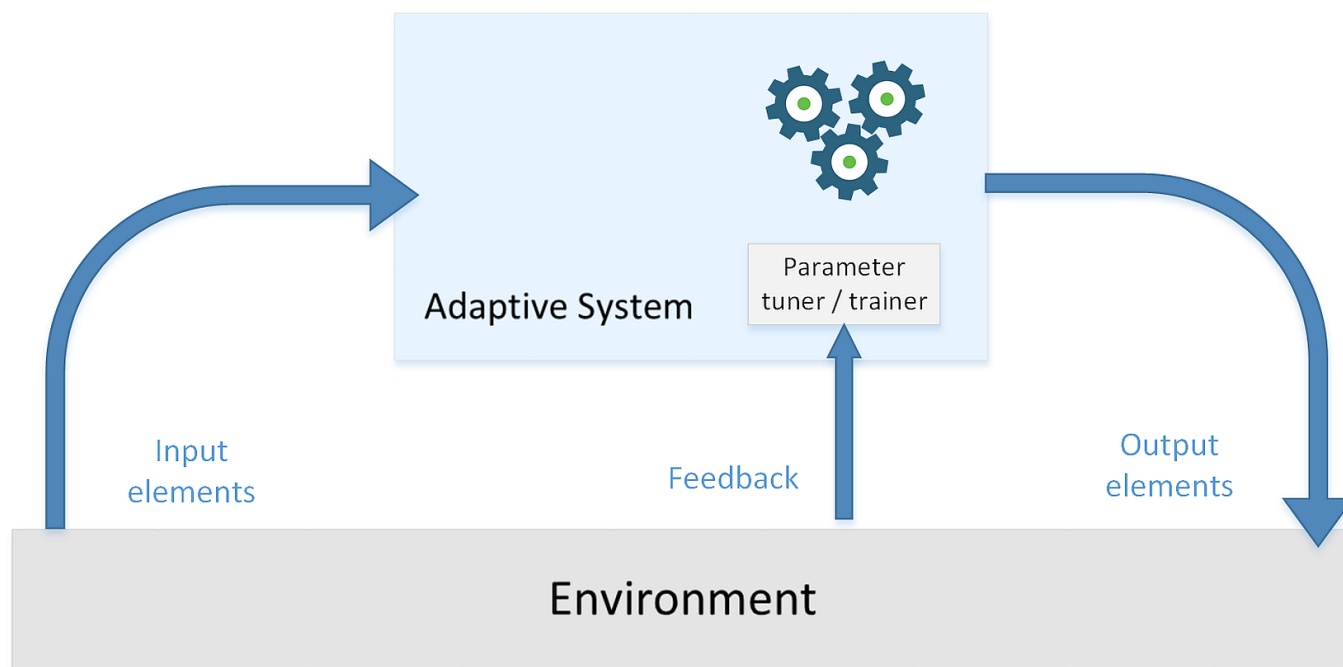 Parameter
tuner / trainer
Adaptive System
Input
elements
Feedback
Output
elements
Environment